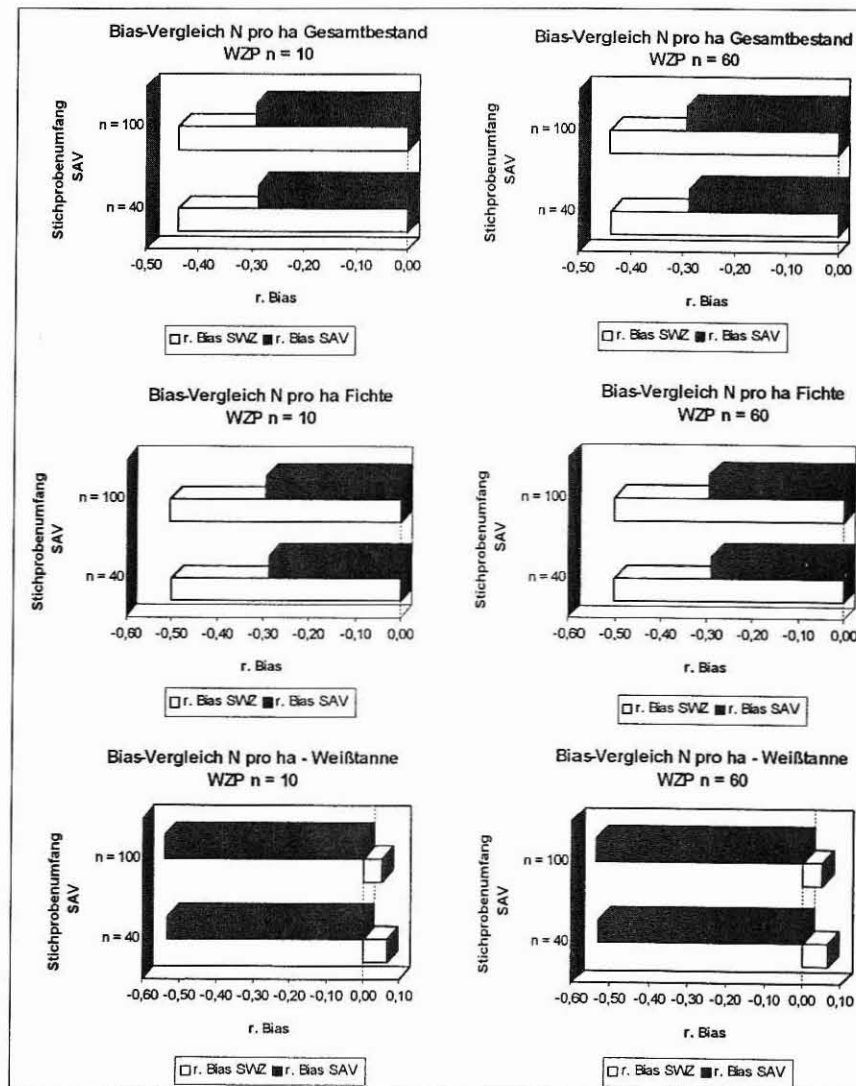 Bias-Vergleich N pro ha Gesamtbestand
WZP n = 10
Stichprobenumfang
SAV
n = 100
n = 40
-0,50 -0,40 -0,30 -0,20 -0,10 0,00
r. Bias
r. Bias SWZ r. Bias SAV
Bias-Vergleich N pro ha Gesamtbestand
WZP n = 60
Stichprobenumfang
SAV
n = 100
n = 40
-0,50 -0,40 -0,30 -0,20 -0,10 0,00
r. Bias
r. Bias SWZ r. Bias SAV
Bias-Vergleich N pro ha Fichte
WZP n = 10
Stichprobenumfang
SAV
n = 100
n = 40
-0,60 -0,50 -0,40 -0,30 -0,20 -0,10 0,00
r. Bias
r. Bias SWZ r. Bias SAV
Bias-Vergleich N pro ha Fichte
WZP n = 60
Stichprobenumfang
SAV
n = 100
n = 40
-0,60 -0,50 -0,40 -0,30 -0,20 -0,10 0,00
r. Bias
r. Bias SWZ r. Bias SAV
Bias-Vergleich N pro ha - Weißtanne
WZP n = 10
Stichprobenumfang
SAV
n = 100
n = 40
-0,60 -0,50 -0,40 -0,30 -0,20 -0,10 0,00 0,10
r. Bias
r. Bias SWZ r. Bias SAV
Bias-Vergleich N pro ha - Weißtanne
WZP n = 60
Stichprobenumfang
SAV
n = 100
n = 40
-0,60 -0,50 -0,40 -0,30 -0,20 -0,10 0,00 0,10
r. Bias
r. Bias SWZ r. Bias SAV